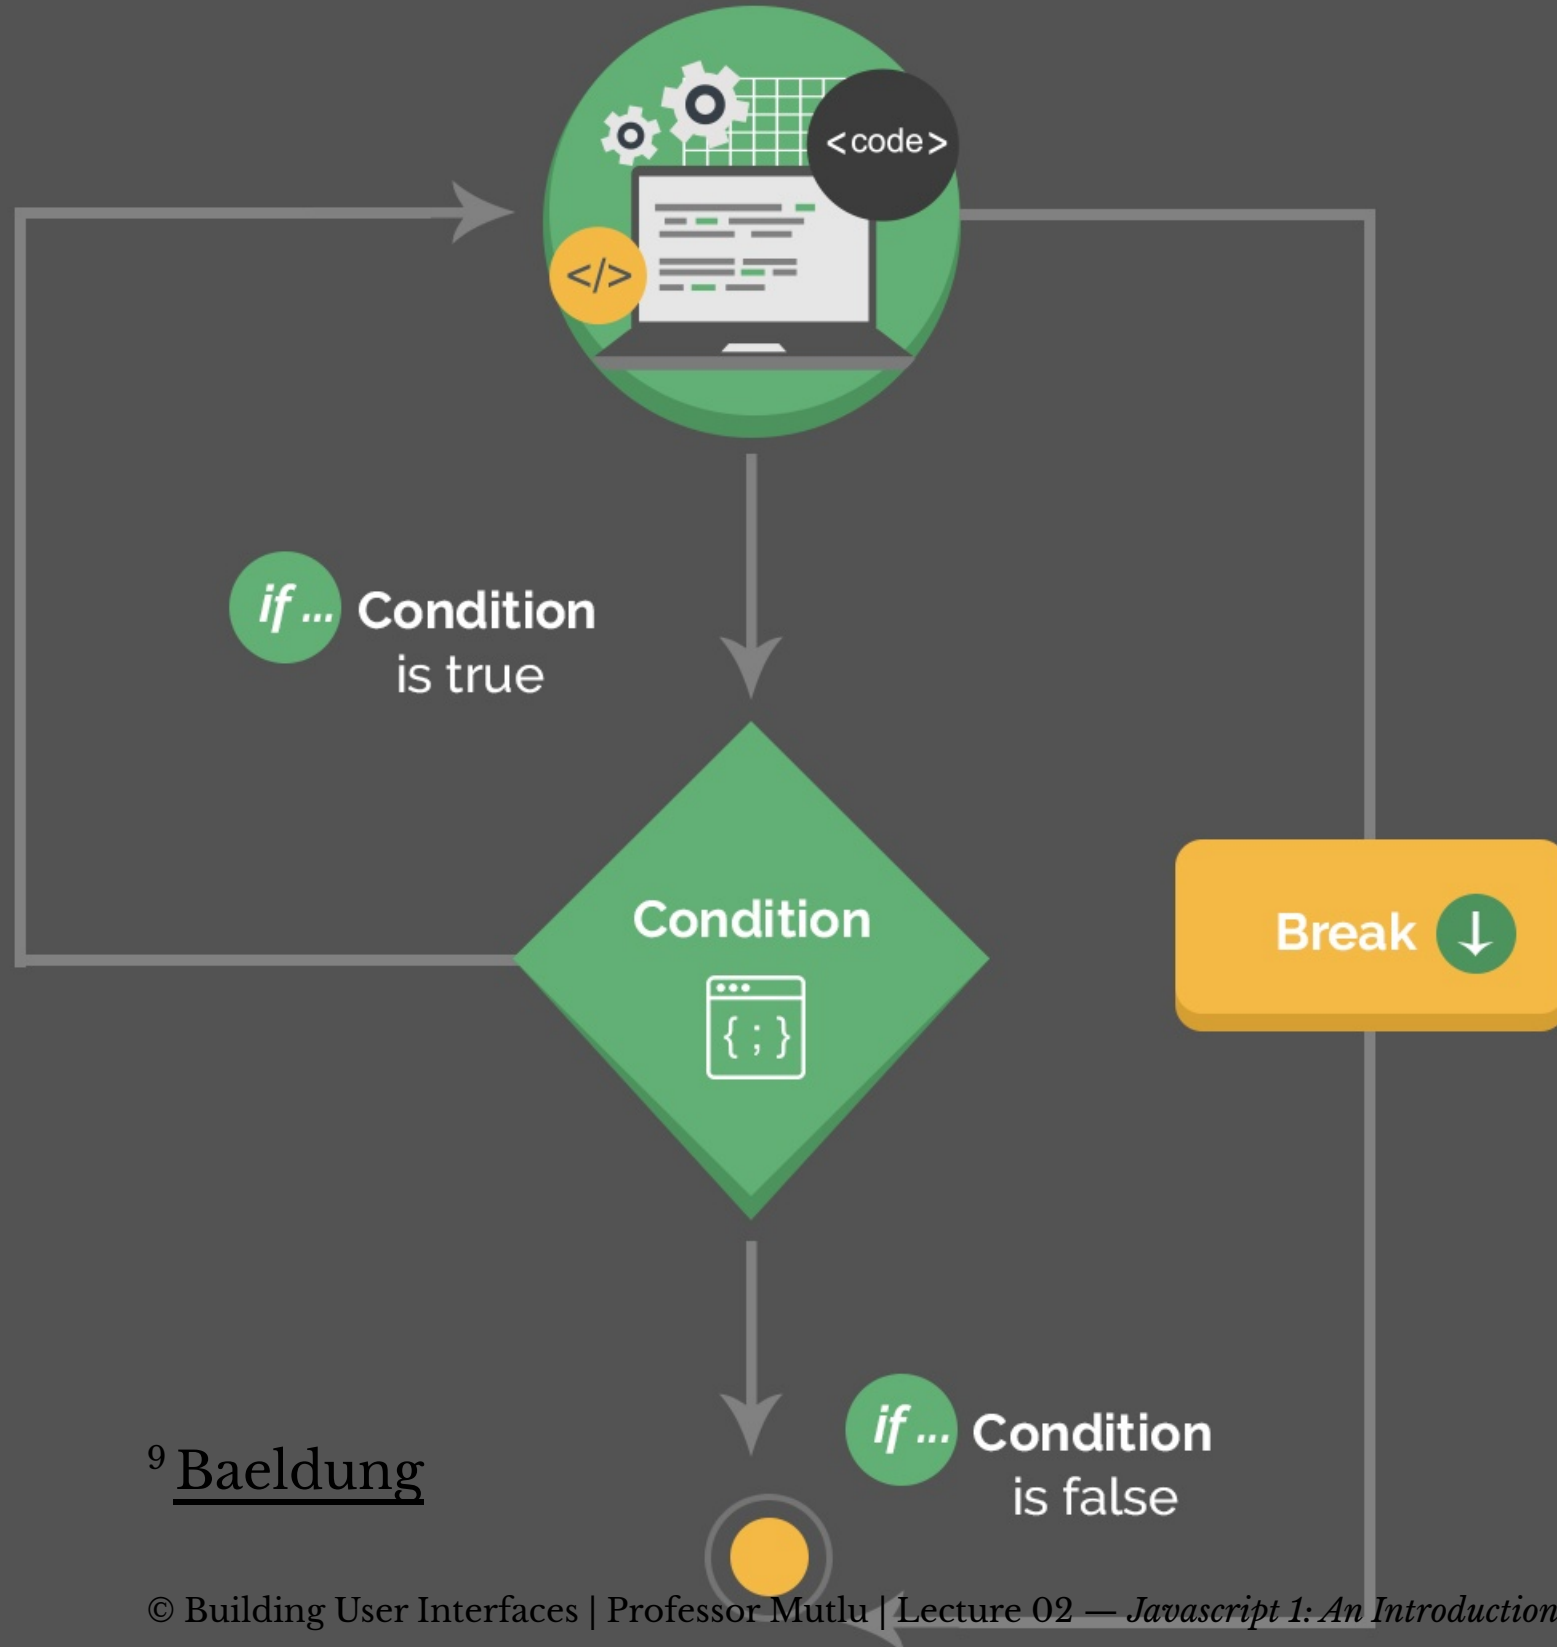 <code>
</>
if ... Condition
is true
Condition
{ ; }
Break
if ... Condition
is false
⁹ Baeldung
© Building User Interfaces | Professor Mutlu | Lecture 02 — Javascript 1: An Introduction